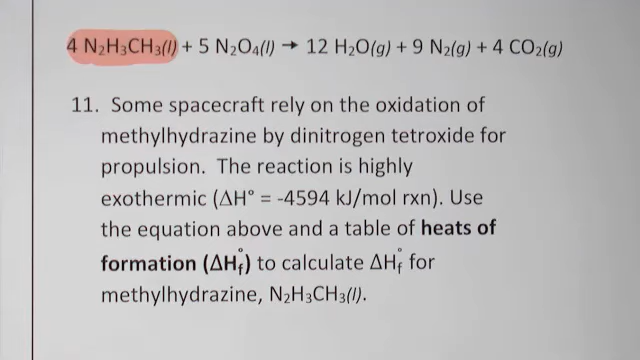 4 N₂H₃CH₃(l) + 5 N₂O₄(l) → 12 H₂O(g) + 9 N₂(g) + 4 CO₂(g)
11. Some spacecraft rely on the oxidation of
methylhydrazine by dinitrogen tetroxide for
propulsion. The reaction is highly
exothermic (ΔH° = -4594 kJ/mol rxn). Use
the equation above and a table of heats of
formation (ΔH°f) to calculate ΔH°f for
methylhydrazine, N₂H₃CH₃(l).